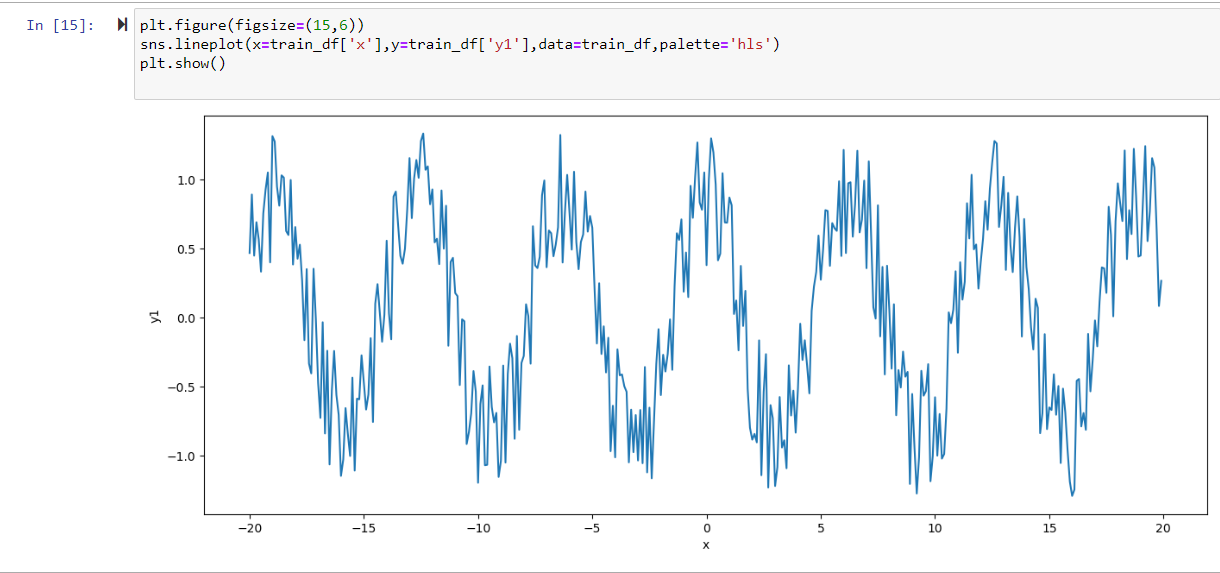 In [15]:
plt.figure(figsize=(15,6))
sns.lineplot(x=train_df['x'],y=train_df['y1'],data=train_df,palette='hls')
plt.show()
1.0
0.5
0.0
−0.5
−1.0
y1
−20 −15 −10 −5 0 5 10 15 20
x